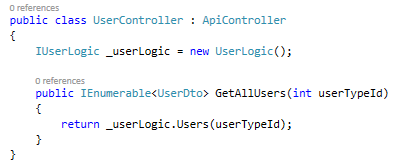 0 references
public class UserController : ApiController
{
IUserLogic _userLogic = new UserLogic();
0 references
public IEnumerable<UserDto> GetAllUsers(int userTypeId)
{
return _userLogic.Users(userTypeId);
}
}